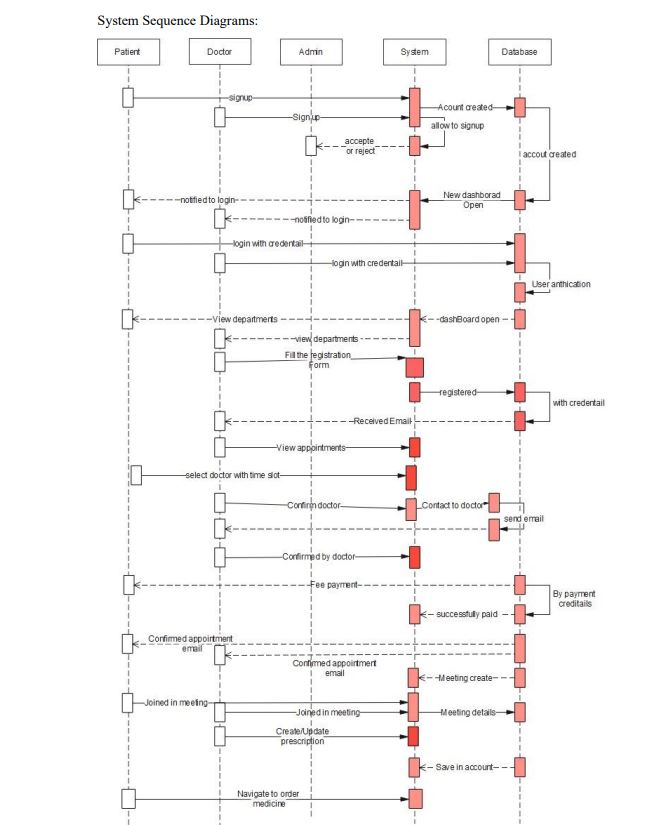 System Sequence Diagrams:
Patient
Doctor
Admin
System
Database
signup
Acount created
Sign up
allow to signup
accepte
or reject
accout created
New dashborad
Open
notified to login
notified to login
login with credentail
login with credentail
User anthication
View departments
dashBoard open
view departments
Fill the registration
Form
registered
with credentail
Received Email
View appointments
select doctor with time slot
Confirm doctor
Contact to doctor
send email
Confirmed by doctor
Fee payment
By payment
creditails
successfully paid
Confirmed appointment
email
Confirmed appointment
email
Meeting create
Joined in meeting
Joined in meeting
Meeting details
Create/Update
prescription
Save in account
Navigate to order
medicine